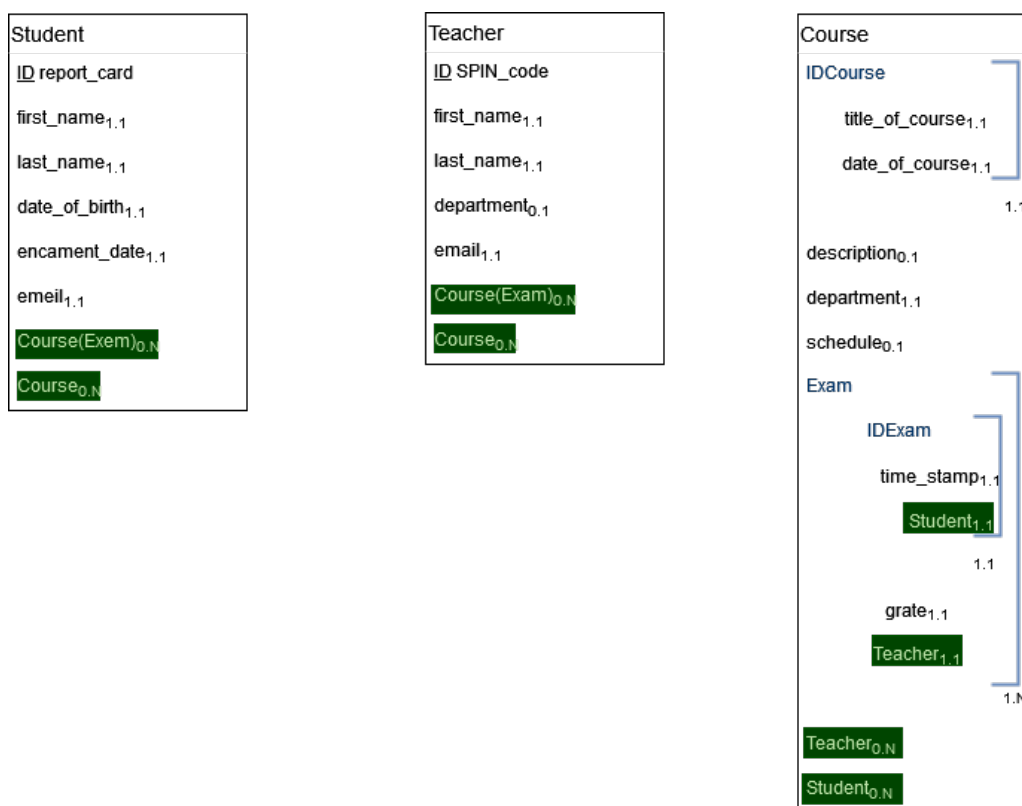 Student
ID report_card
first_name1.1
last_name1.1
date_of_birth1.1
encament_date1.1
emeil1.1
Course(Exem)0.N
Course0.N
Teacher
ID SPIN_code
first_name1.1
last_name1.1
department0.1
email1.1
Course(Exam)0.N
Course0.N
Course
IDCourse
title_of_course1.1
date_of_course1.1
1.1
description0.1
department1.1
schedule0.1
Exam
IDExam
time_stamp1.1
Student1.1
1.1
grate1.1
Teacher1.1
1.N
Teacher0.N
Student0.N